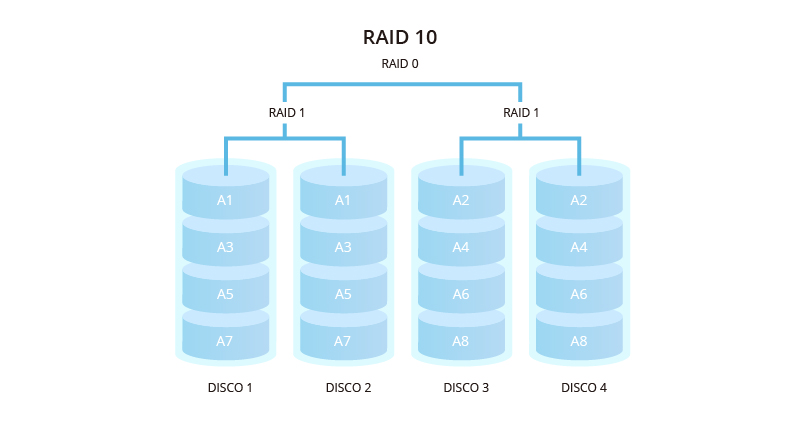 RAID 10
RAID 0
RAID 1 RAID 1
A1 A1 A2 A2
A3 A3 A4 A4
A5 A5 A6 A6
A7 A7 A8 A8
DISCO 1 DISCO 2 DISCO 3 DISCO 4